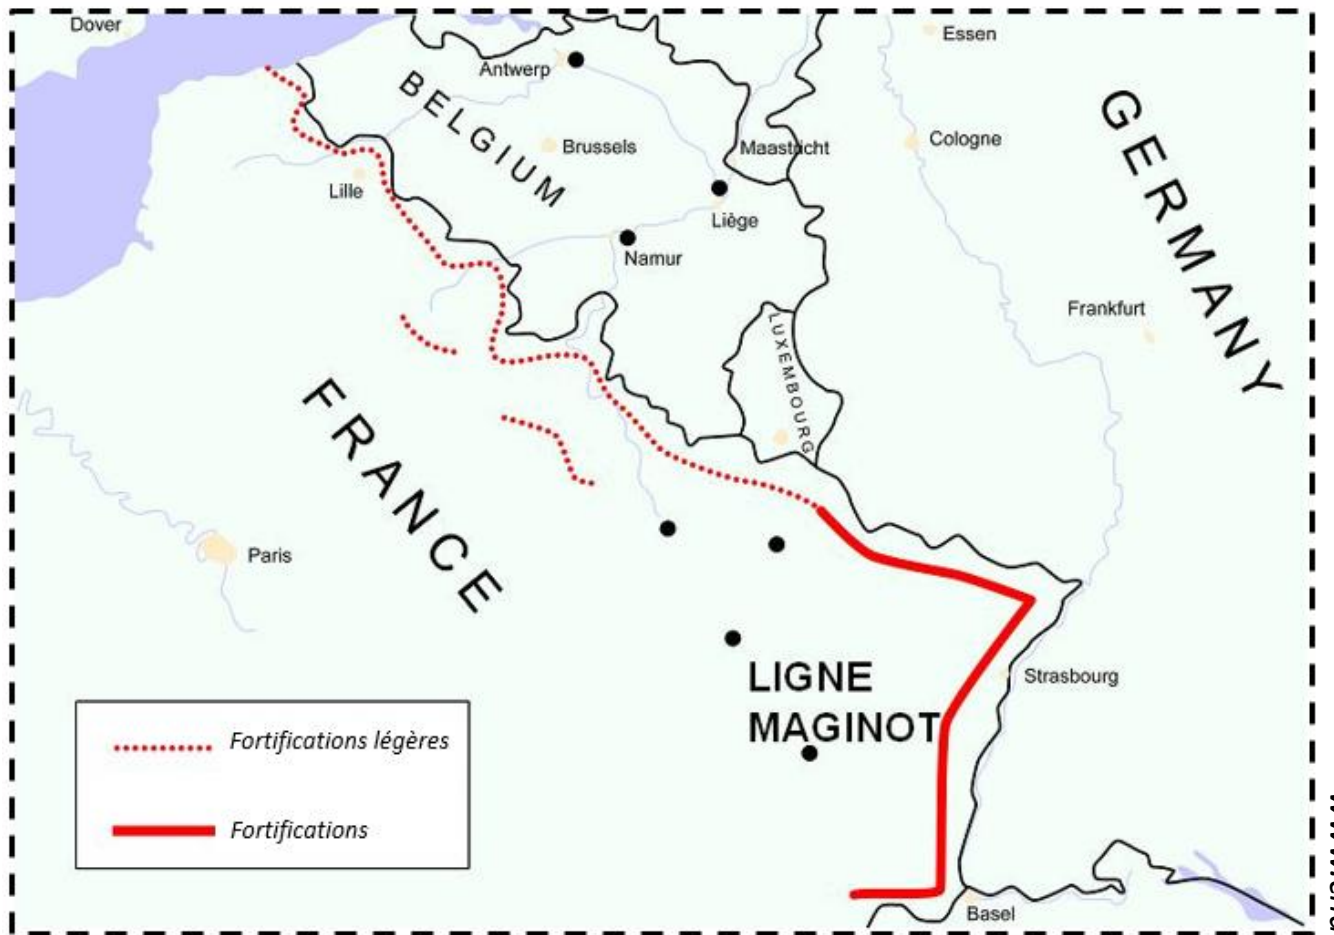 Dover
Essen
Antwerp
BELGIUM
GERMANY
Brussels
Maastricht
Cologne
Lille
Liège
Namur
Frankfurt
LUXEMBOURG
FRANCE
Paris
LIGNE
MAGINOT
Strasbourg
Fortifications légères
Fortifications
Basel